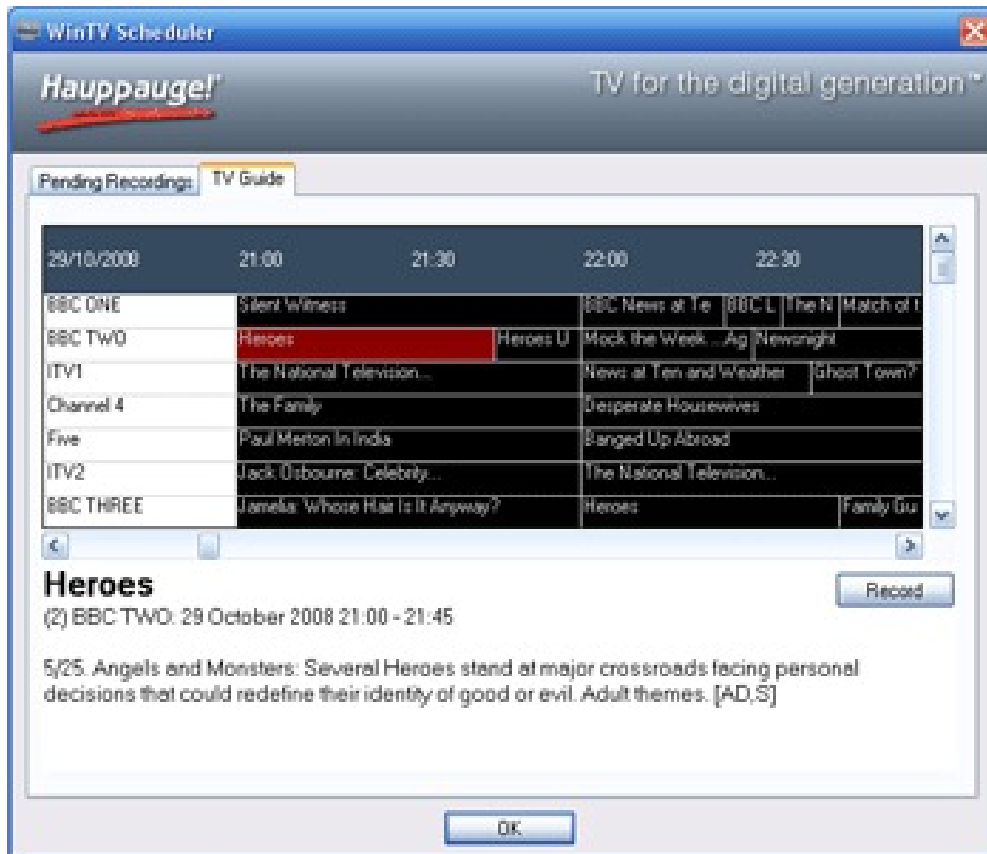 WinTV Scheduler
Hauppauge!
TV for the digital generation™
Pending Recordings TV Guide
29/10/2008 21:00 21:30 22:00 22:30
BBC ONE Silent Witness BBC News at Te BBC L The N Match of t
BBC TWO Heroes Heroes U Mock the Week ... Ag Newsnight
ITV1 The National Television... News at Ten and Weather Ghost Town?
Channel 4 The Family Desperate Housewives
Five Paul Merton In India Banged Up Abroad
ITV2 Jack Osbourne: Celebrity... The National Television...
BBC THREE Jamelia: Whose Hair Is It Anyway? Heroes Family Gu
Heroes
Record
(2) BBC TWO: 29 October 2008 21:00 - 21:45
5/25. Angels and Monsters: Several Heroes stand at major crossroads facing personal
decisions that could redefine their identity of good or evil. Adult themes. [AD,S]
OK